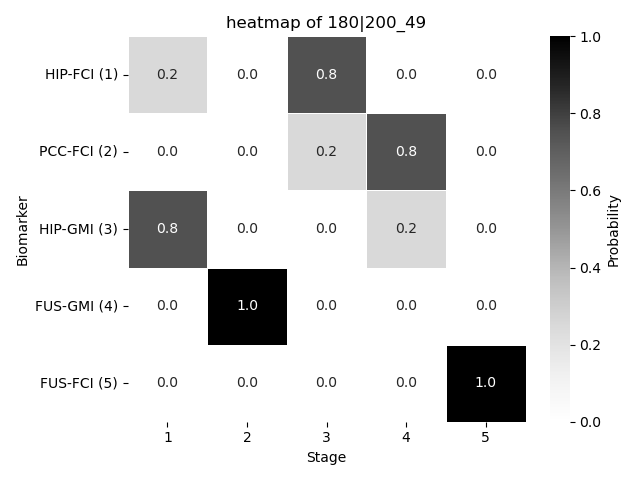 heatmap of 180|200_49
HIP-FCI (1) 0.2 0.0 0.8 0.0 0.0
PCC-FCI (2) 0.0 0.0 0.2 0.8 0.0
HIP-GMI (3) 0.8 0.0 0.0 0.2 0.0
FUS-GMI (4) 0.0 1.0 0.0 0.0 0.0
FUS-FCI (5) 0.0 0.0 0.0 0.0 1.0
1 2 3 4 5
Stage
Biomarker
1.0
0.8
0.6
0.4
0.2
0.0
Probability